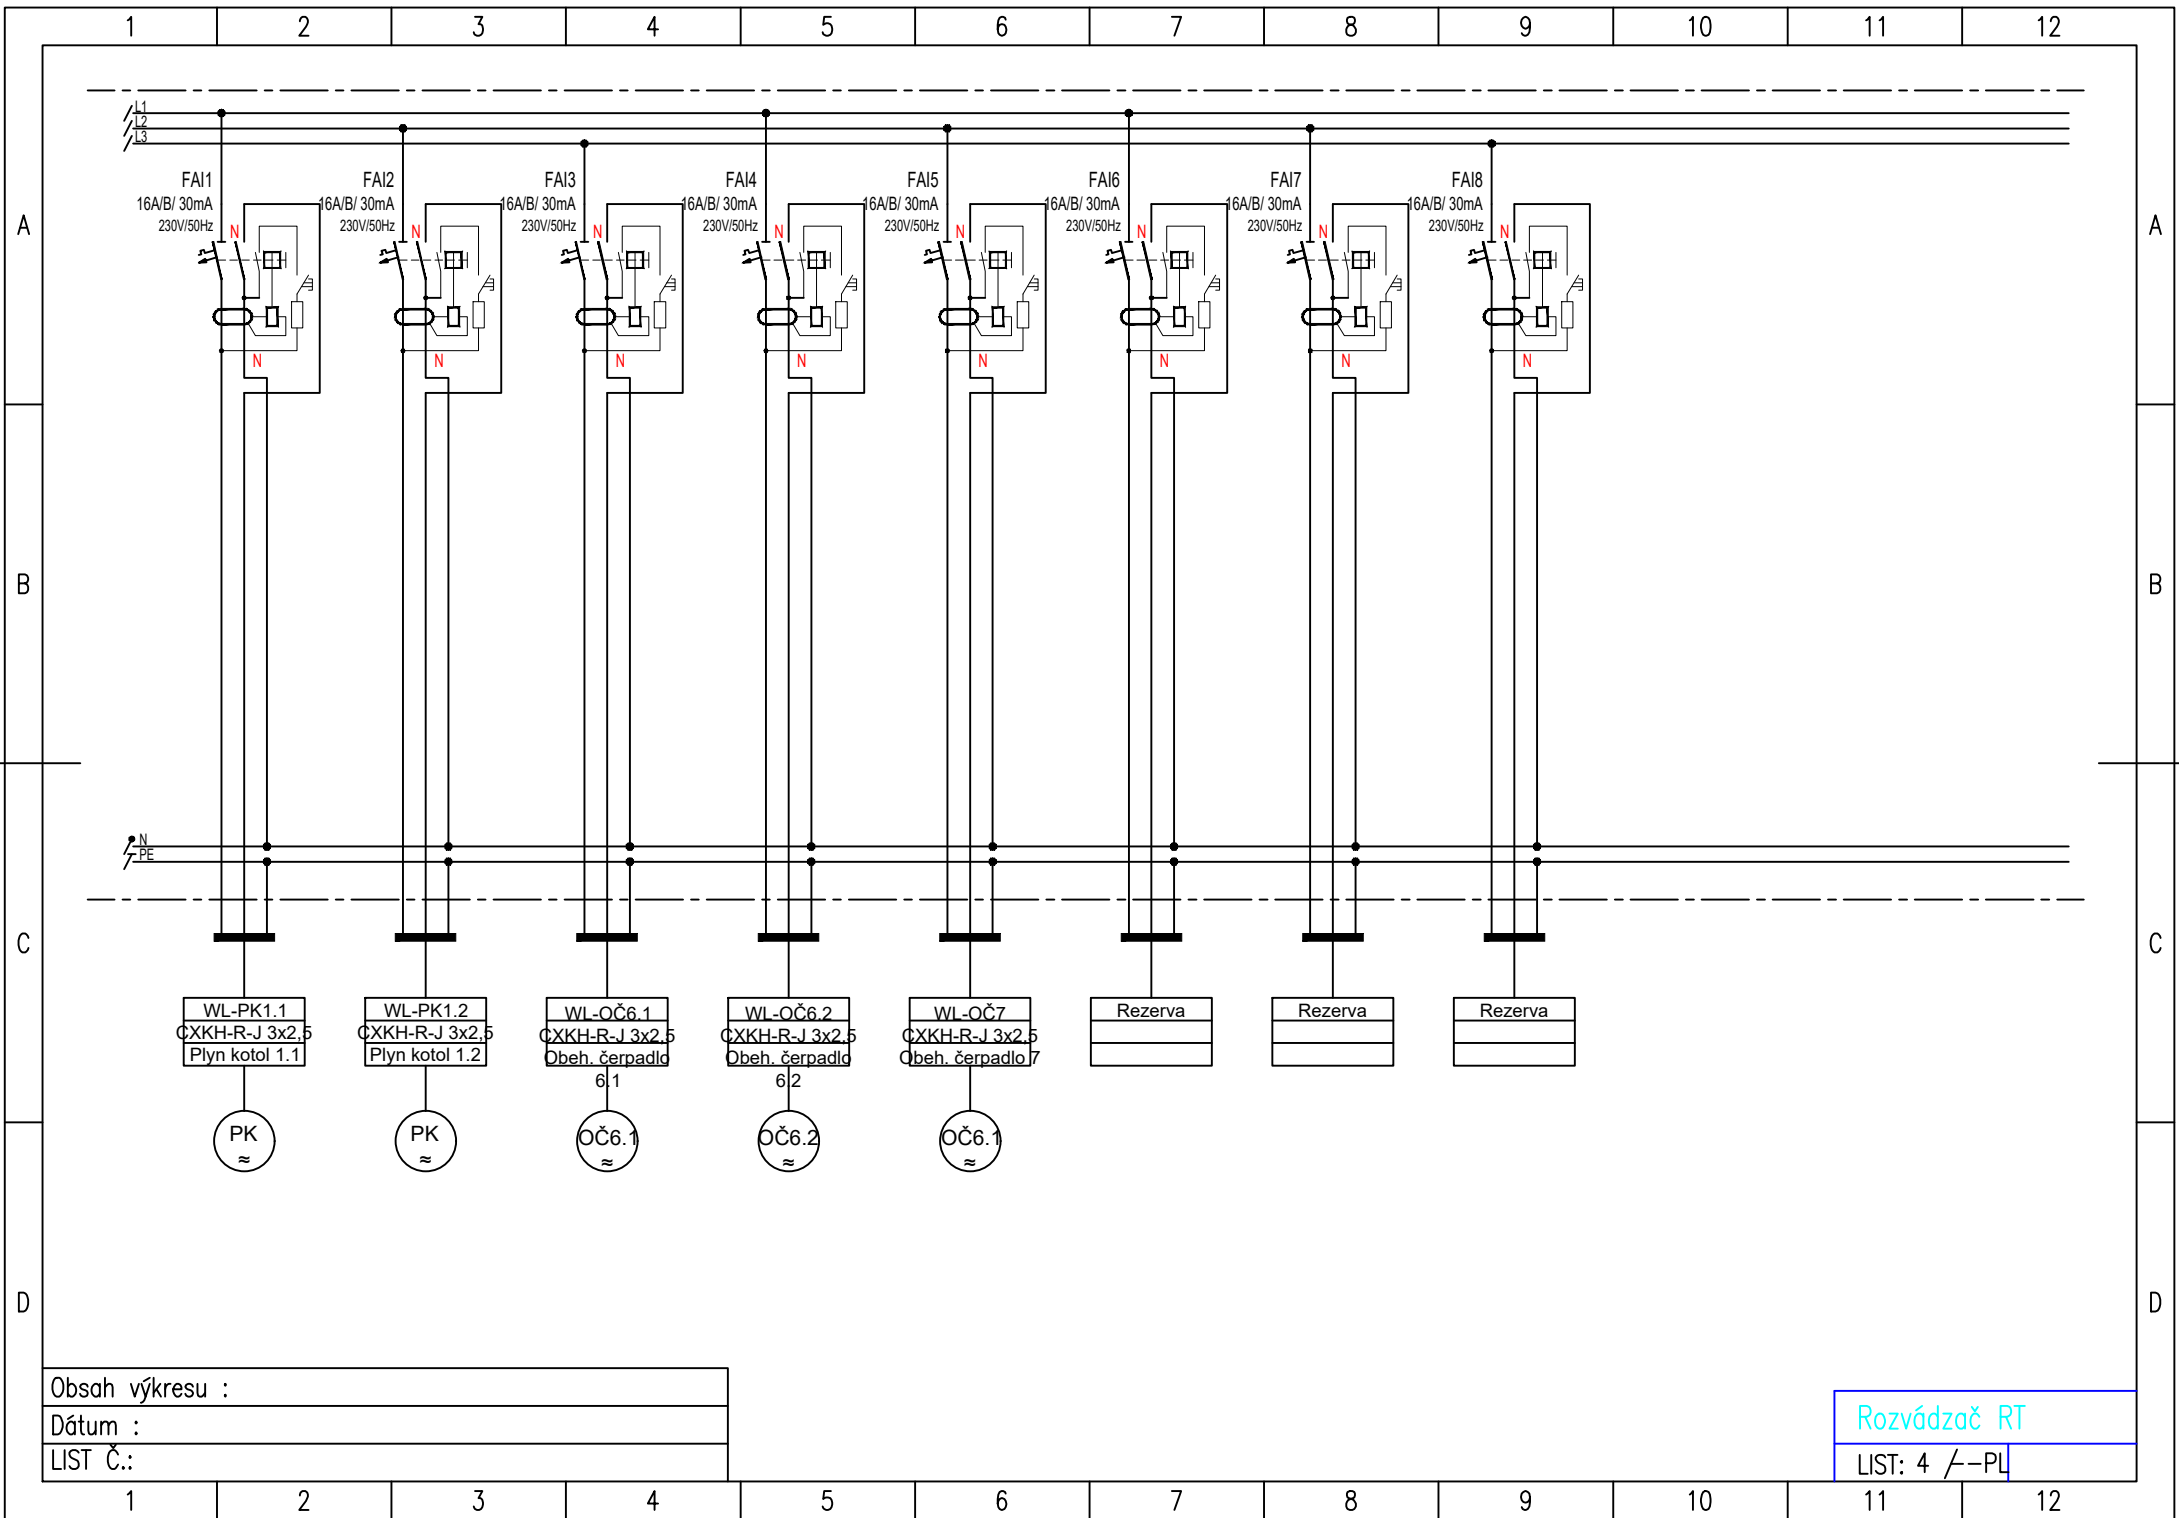 1 2 3 4 5 6 7 8 9 10 11 12
L1
L2
L3
FAI1 FAI2 FAI3 FAI4 FAI5 FAI6 FAI7 FAI8
16A/B/ 30mA 16A/B/ 30mA 16A/B/ 30mA 16A/B/ 30mA 16A/B/ 30mA 16A/B/ 30mA 16A/B/ 30mA 16A/B/ 30mA
A 230V/50Hz 230V/50Hz 230V/50Hz 230V/50Hz 230V/50Hz 230V/50Hz 230V/50Hz 230V/50Hz A
N N N N N N N N
N N N N N N N N
B B
N
PE
C C
WL-PK1.1 WL-PK1.2 WL-OČ6.1 WL-OČ6.2 WL-OČ7 Rezerva Rezerva Rezerva
CXKH-R-J 3x2,5 CXKH-R-J 3x2,5 CXKH-R-J 3x2,5 CXKH-R-J 3x2,5 CXKH-R-J 3x2,5
Plyn kotol 1.1 Plyn kotol 1.2 Obeh. čerpadlo Obeh. čerpadlo Obeh. čerpadlo 7
6.1 6.2
PK PK OČ6.1 OČ6.2 OČ6.1
≈ ≈ ≈ ≈ ≈
D D
Obsah výkresu :
Dátum :
LIST Č.:
Rozvádzač RT
LIST: 4 /--PL
1 2 3 4 5 6 7 8 9 10 11 12